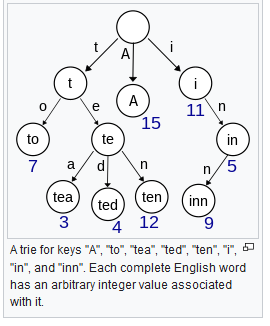 t A i
t A i
15 11
o e n
to te in
7 5
a d n n
tea ted ten inn
3 4 12 9
A trie for keys "A", "to", "tea", "ted", "ten", "i",
"in", and "inn". Each complete English word
has an arbitrary integer value associated
with it.